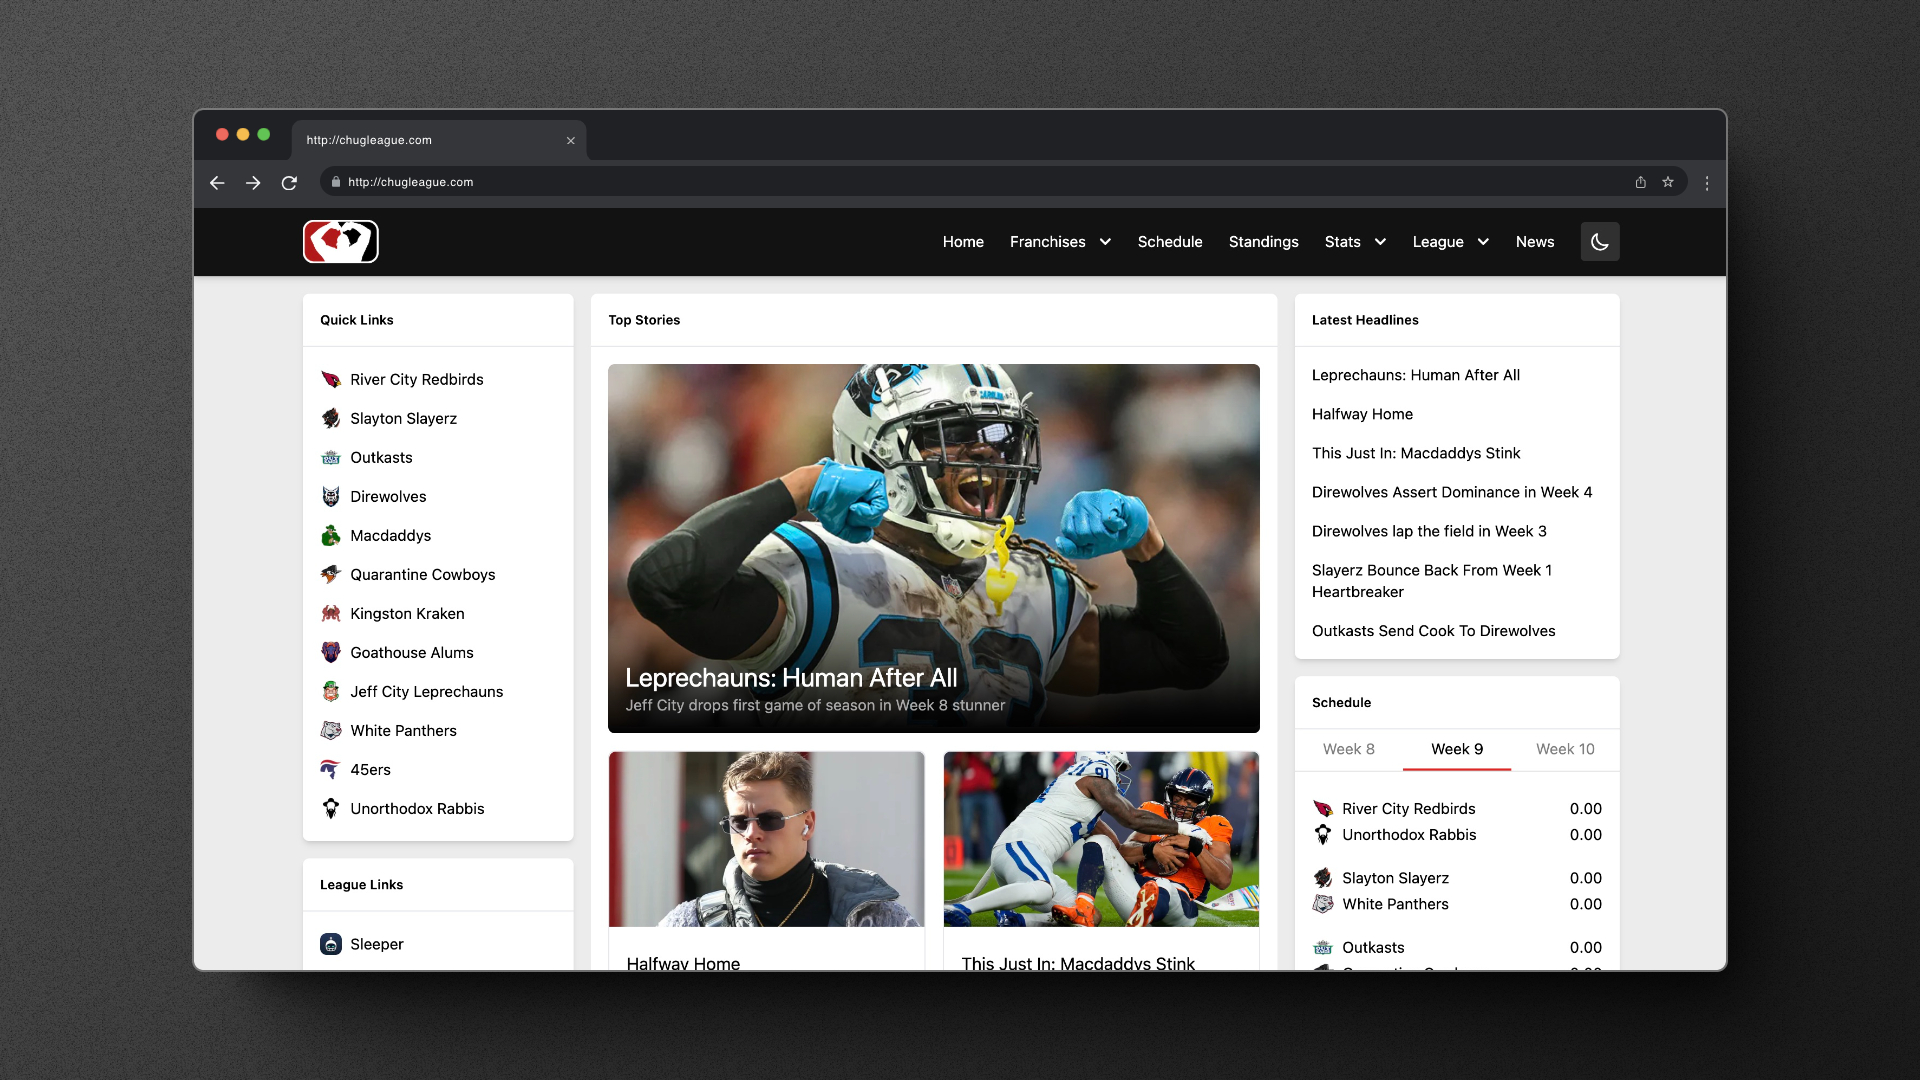 http://chugleague.com
http://chugleague.com
Home Franchises Schedule Standings Stats League News
Quick Links
River City Redbirds
Slayton Slayerz
Outkasts
Direwolves
Macdaddys
Quarantine Cowboys
Kingston Kraken
Goathouse Alums
Jeff City Leprechauns
White Panthers
45ers
Unorthodox Rabbis
League Links
Sleeper
Top Stories
Leprechauns: Human After All
Jeff City drops first game of season in Week 8 stunner
91
Halfway Home
This Just In: Macdaddys Stink
Latest Headlines
Leprechauns: Human After All
Halfway Home
This Just In: Macdaddys Stink
Direwolves Assert Dominance in Week 4
Direwolves lap the field in Week 3
Slayerz Bounce Back From Week 1
Heartbreaker
Outkasts Send Cook To Direwolves
Schedule
Week 8 Week 9 Week 10
River City Redbirds 0.00
Unorthodox Rabbis 0.00
Slayton Slayerz 0.00
White Panthers 0.00
Outkasts 0.00